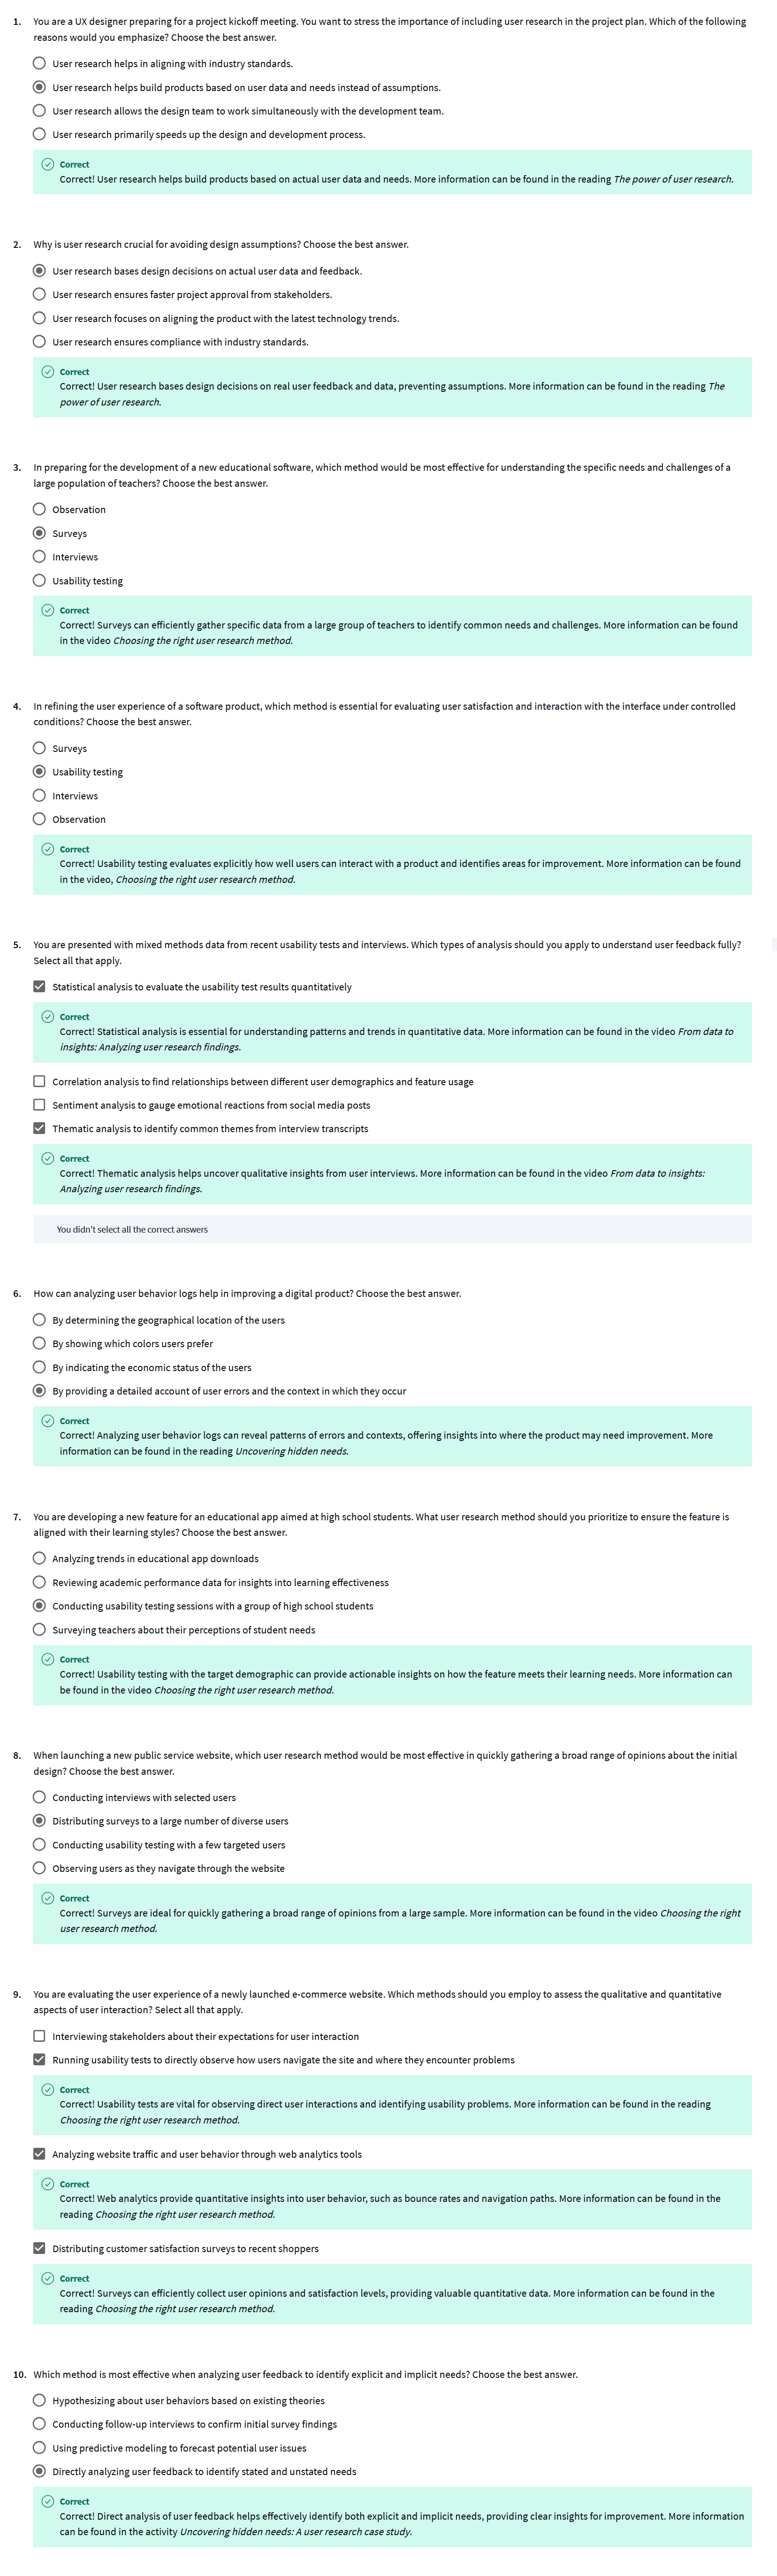 1. You are a UX designer preparing for a project kickoff meeting. You want to stress the importance of including user research in the project plan. Which of the following
reasons would you emphasize? Choose the best answer.
User research helps in aligning with industry standards.
User research helps build products based on user data and needs instead of assumptions.
User research allows the design team to work simultaneously with the development team.
User research primarily speeds up the design and development process.
Correct
Correct! User research helps build products based on actual user data and needs. More information can be found in the reading The power of user research.
2. Why is user research crucial for avoiding design assumptions? Choose the best answer.
User research bases design decisions on actual user data and feedback.
User research ensures faster project approval from stakeholders.
User research focuses on aligning the product with the latest technology trends.
User research ensures compliance with industry standards.
Correct
Correct! User research bases design decisions on real user feedback and data, preventing assumptions. More information can be found in the reading The
power of user research.
3. In preparing for the development of a new educational software, which method would be most effective for understanding the specific needs and challenges of a
large population of teachers? Choose the best answer.
Observation
Surveys
Interviews
Usability testing
Correct
Correct! Surveys can efficiently gather specific data from a large group of teachers to identify common needs and challenges. More information can be found
in the video Choosing the right user research method.
4. In refining the user experience of a software product, which method is essential for evaluating user satisfaction and interaction with the interface under controlled
conditions? Choose the best answer.
Surveys
Usability testing
Interviews
Observation
Correct
Correct! Usability testing evaluates explicitly how well users can interact with a product and identifies areas for improvement. More information can be found
in the video, Choosing the right user research method.
5. You are presented with mixed methods data from recent usability tests and interviews. Which types of analysis should you apply to understand user feedback fully?
Select all that apply.
Statistical analysis to evaluate the usability test results quantitatively
Correct
Correct! Statistical analysis is essential for understanding patterns and trends in quantitative data. More information can be found in the video From data to
insights: Analyzing user research findings.
Correlation analysis to find relationships between different user demographics and feature usage
Sentiment analysis to gauge emotional reactions from social media posts
Thematic analysis to identify common themes from interview transcripts
Correct
Correct! Thematic analysis helps uncover qualitative insights from user interviews. More information can be found in the video From data to insights:
Analyzing user research findings.
You didn't select all the correct answers
6. How can analyzing user behavior logs help in improving a digital product? Choose the best answer.
By determining the geographical location of the users
By showing which colors users prefer
By indicating the economic status of the users
By providing a detailed account of user errors and the context in which they occur
Correct
Correct! Analyzing user behavior logs can reveal patterns of errors and contexts, offering insights into where the product may need improvement. More
information can be found in the reading Uncovering hidden needs.
7. You are developing a new feature for an educational app aimed at high school students. What user research method should you prioritize to ensure the feature is
aligned with their learning styles? Choose the best answer.
Analyzing trends in educational app downloads
Reviewing academic performance data for insights into learning effectiveness
Conducting usability testing sessions with a group of high school students
Surveying teachers about their perceptions of student needs
Correct
Correct! Usability testing with the target demographic can provide actionable insights on how the feature meets their learning needs. More information can
be found in the video Choosing the right user research method.
8. When launching a new public service website, which user research method would be most effective in quickly gathering a broad range of opinions about the initial
design? Choose the best answer.
Conducting interviews with selected users
Distributing surveys to a large number of diverse users
Conducting usability testing with a few targeted users
Observing users as they navigate through the website
Correct
Correct! Surveys are ideal for quickly gathering a broad range of opinions from a large sample. More information can be found in the video Choosing the right
user research method.
9. You are evaluating the user experience of a newly launched e-commerce website. Which methods should you employ to assess the qualitative and quantitative
aspects of user interaction? Select all that apply.
Interviewing stakeholders about their expectations for user interaction
Running usability tests to directly observe how users navigate the site and where they encounter problems
Correct
Correct! Usability tests are vital for observing direct user interactions and identifying usability problems. More information can be found in the reading
Choosing the right user research method.
Analyzing website traffic and user behavior through web analytics tools
Correct
Correct! Web analytics provide quantitative insights into user behavior, such as bounce rates and navigation paths. More information can be found in the
reading Choosing the right user research method.
Distributing customer satisfaction surveys to recent shoppers
Correct
Correct! Surveys can efficiently collect user opinions and satisfaction levels, providing valuable quantitative data. More information can be found in the
reading Choosing the right user research method.
10. Which method is most effective when analyzing user feedback to identify explicit and implicit needs? Choose the best answer.
Hypothesizing about user behaviors based on existing theories
Conducting follow-up interviews to confirm initial survey findings
Using predictive modeling to forecast potential user issues
Directly analyzing user feedback to identify stated and unstated needs
Correct
Correct! Direct analysis of user feedback helps effectively identify both explicit and implicit needs, providing clear insights for improvement. More information
can be found in the activity Uncovering hidden needs: A user research case study.